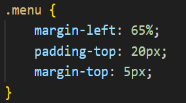 .menu {
    margin-left: 65%;
    padding-top: 20px;
    margin-top: 5px;
}